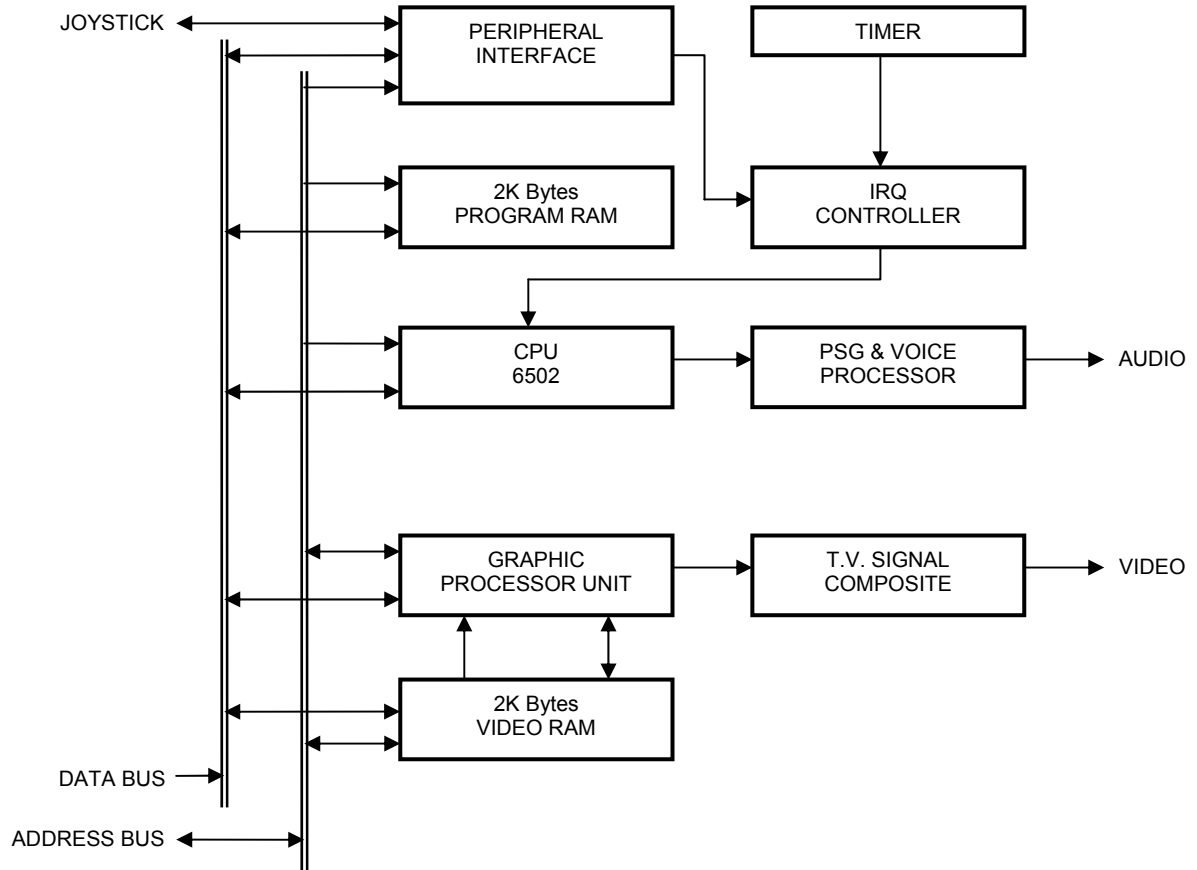 JOYSTICK
PERIPHERAL
INTERFACE
TIMER
2K Bytes
PROGRAM RAM
IRQ
CONTROLLER
CPU
6502
PSG & VOICE
PROCESSOR
AUDIO
GRAPHIC
PROCESSOR UNIT
T.V. SIGNAL
COMPOSITE
VIDEO
2K Bytes
VIDEO RAM
DATA BUS
ADDRESS BUS